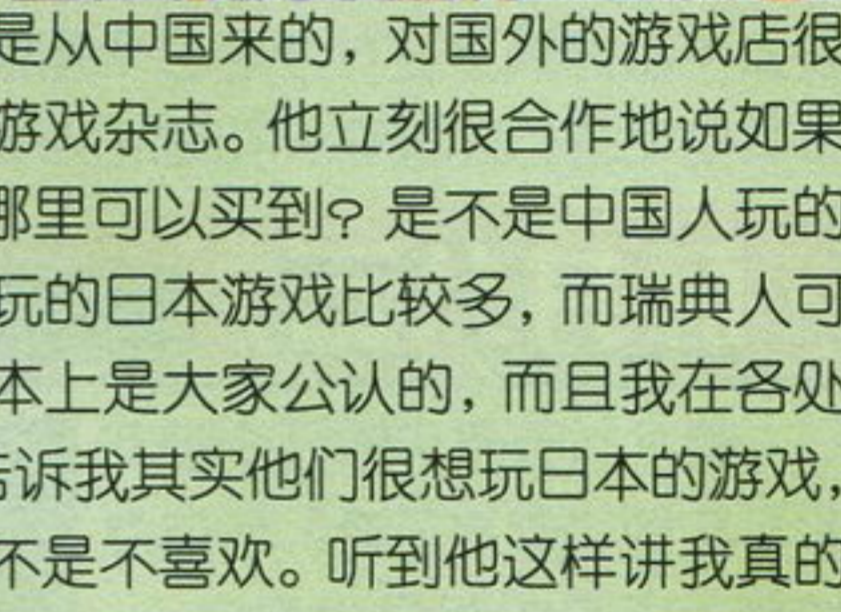 是从中国来的，对国外的游戏店很
游戏杂志。他立刻很合作地说如果
那里可以买到？是不是中国人玩的
玩的日本游戏比较多，而瑞典人可
本上是大家公认的，而且我在各处
告诉我其实他们很想玩日本的游戏，
不是不喜欢。听到他这样讲我真的